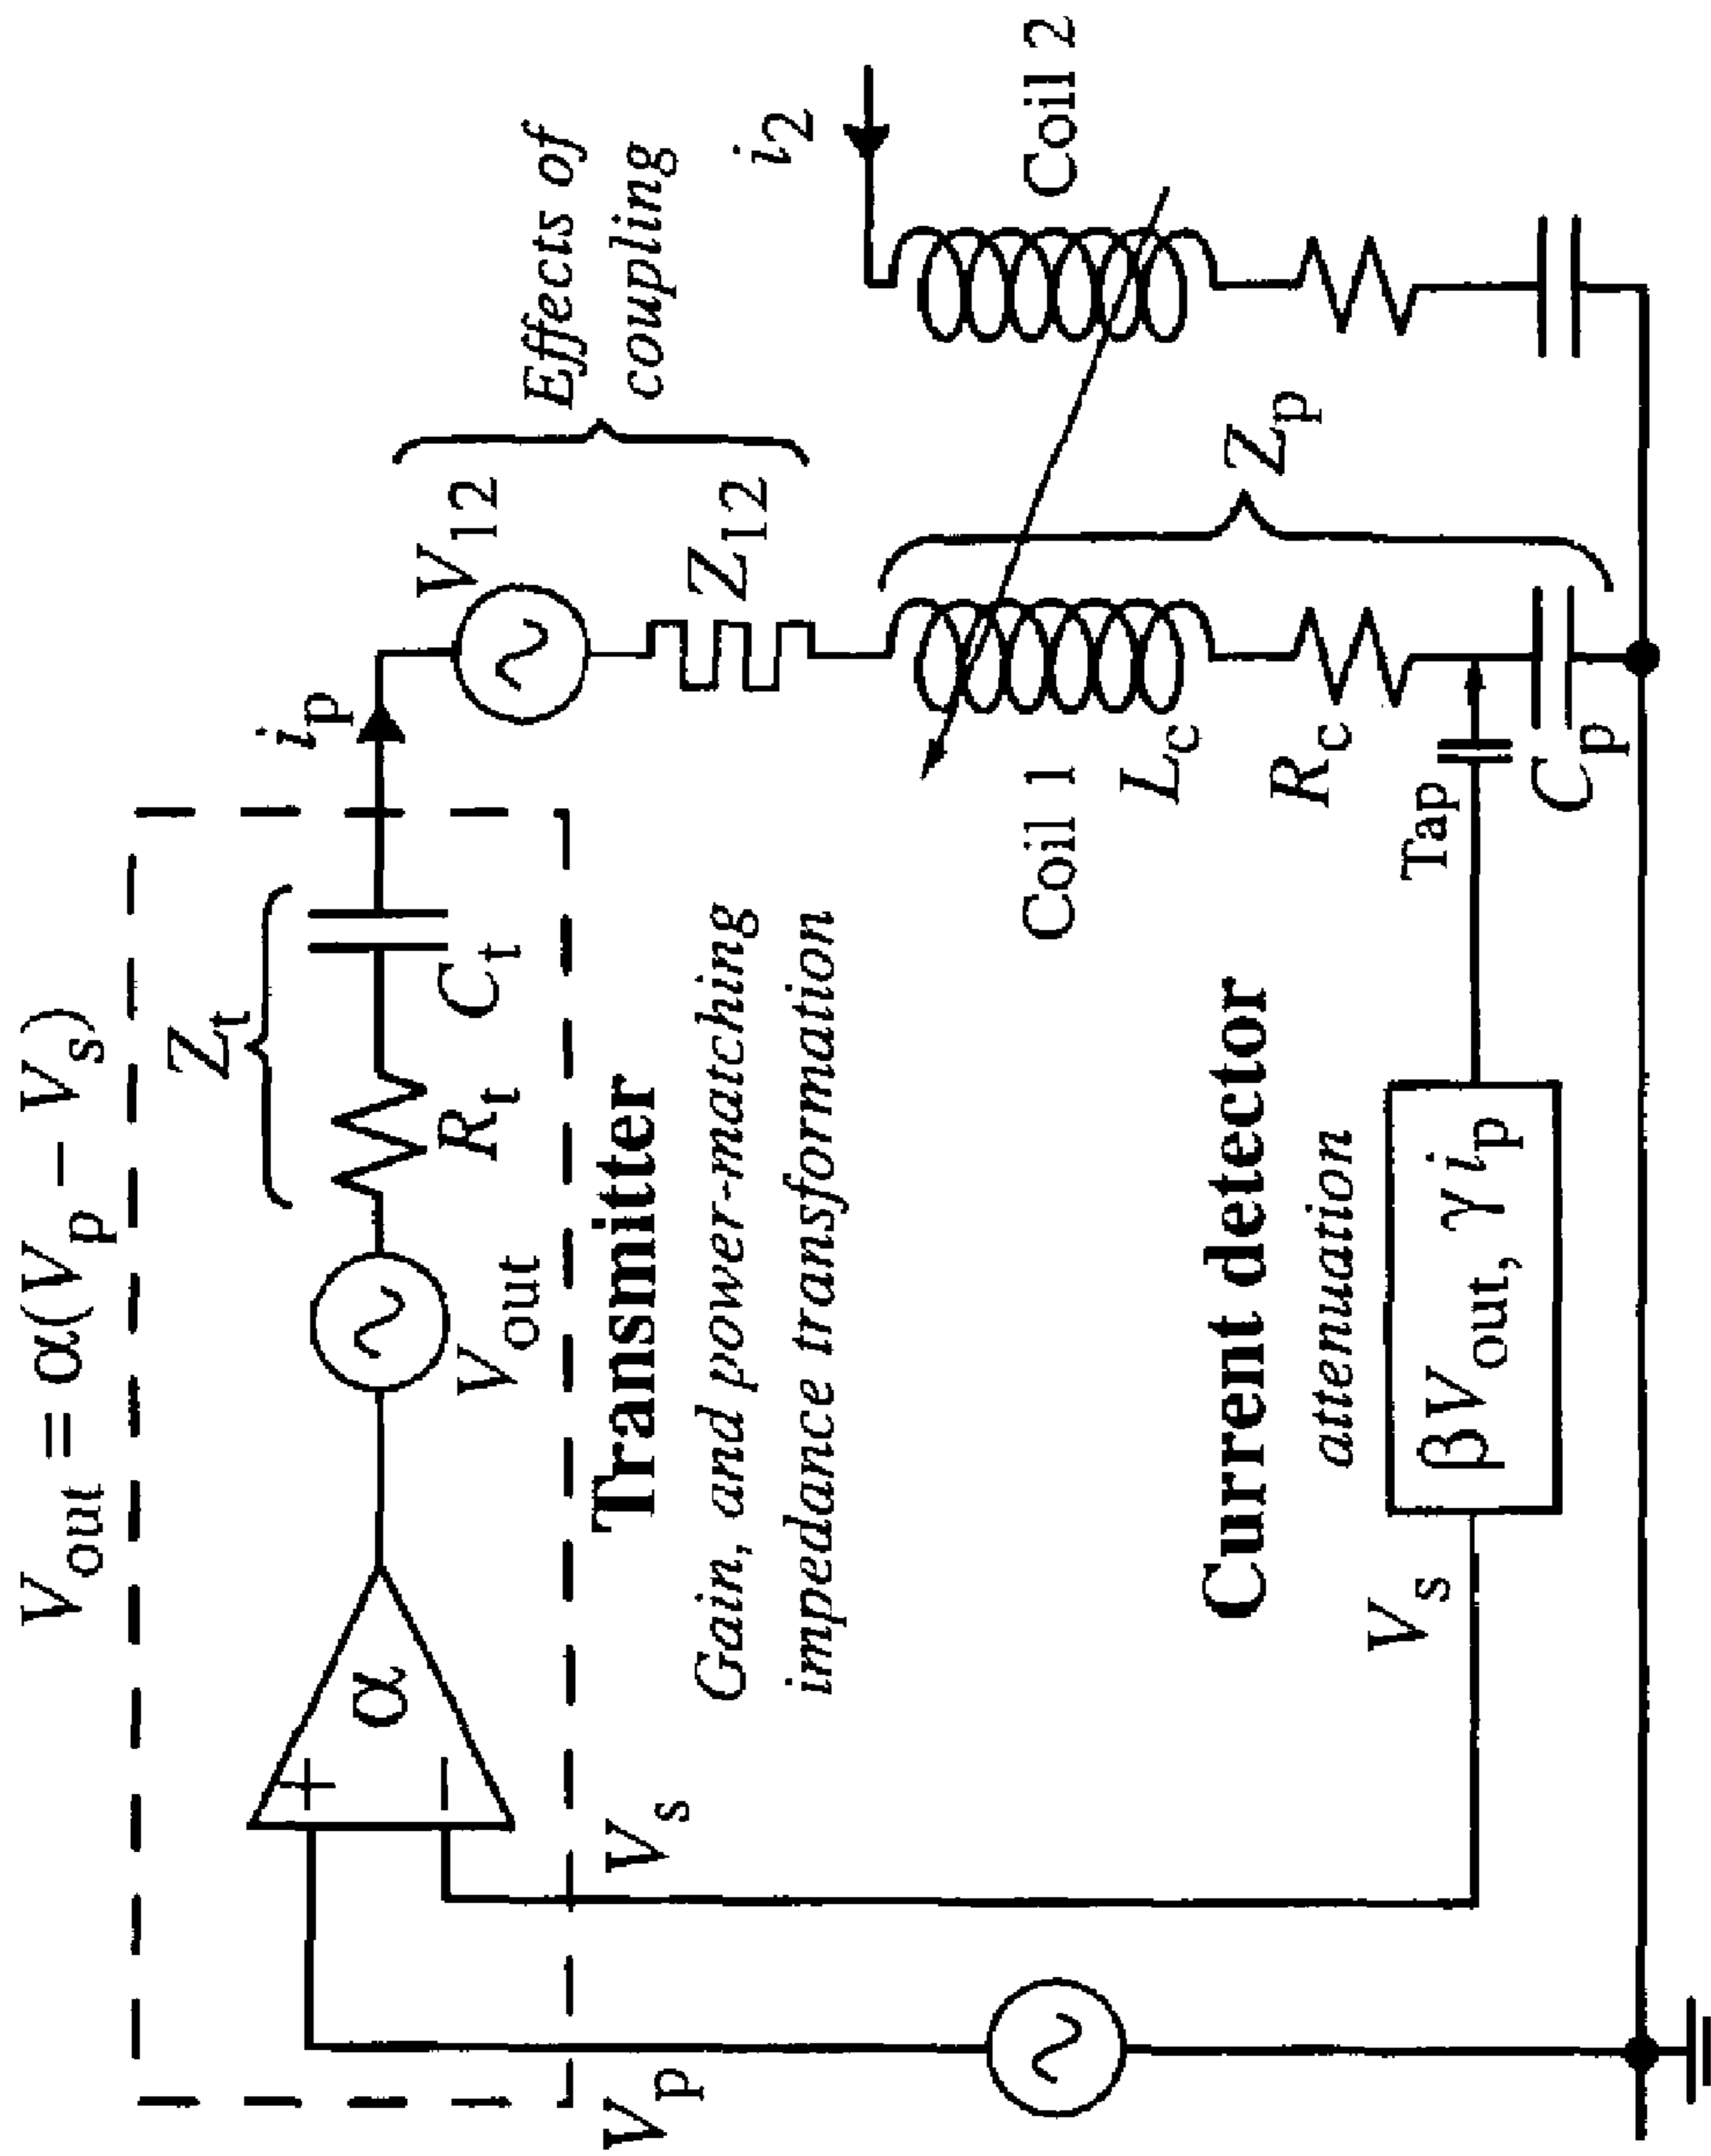 V_out = α(V_p − V_s)
Z_t
R_t
C_t
i_p
V_out
α
+
−
Transmitter
Gain, and power-matching
impedance transformation
V_12
Z_12
Effects of
coupling
i_2
Coil 1
Coil 2
L_c
R_c
C_p
Z_p
Tap
Current detector
attenuation
βV_out, γ i_p
V_s
V_s
V_p